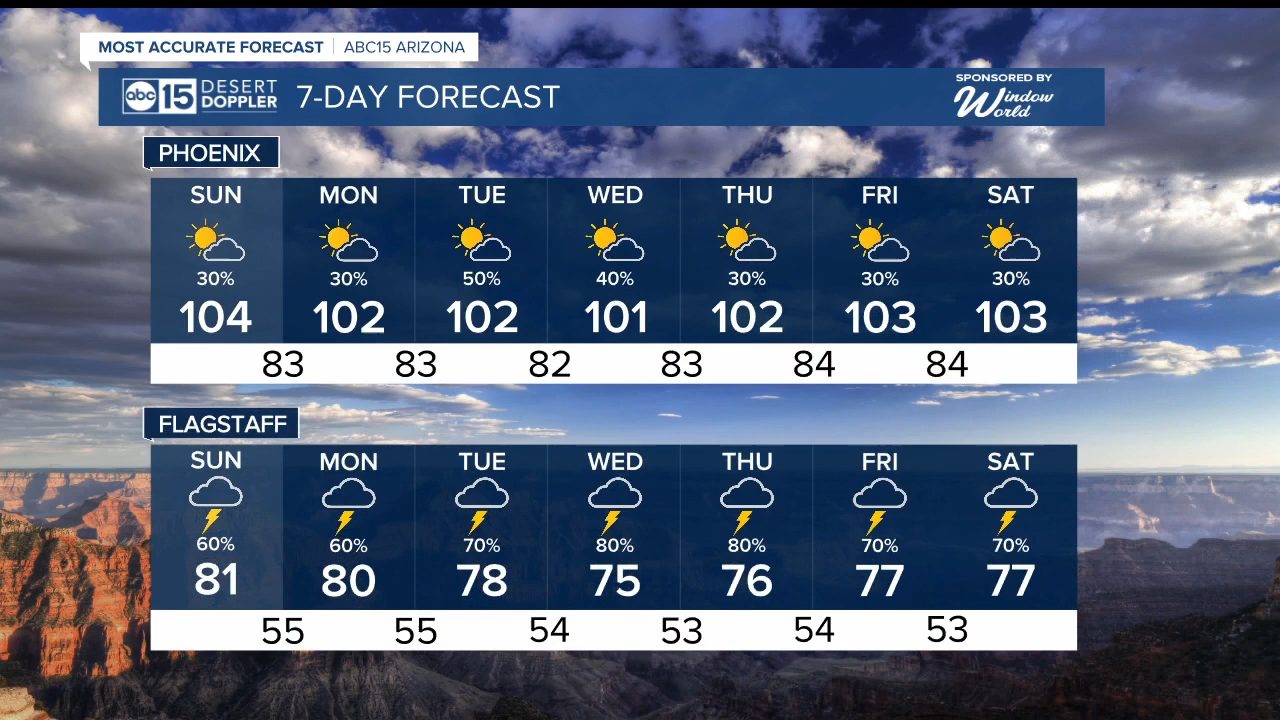 MOST ACCURATE FORECAST | ABC15 ARIZONA
abc 15 DESERT DOPPLER 7-DAY FORECAST
SPONSORED BY
Window World
PHOENIX
SUN MON TUE WED THU FRI SAT
30% 30% 50% 40% 30% 30% 30%
104 102 102 101 102 103 103
83 83 82 83 84 84
FLAGSTAFF
SUN MON TUE WED THU FRI SAT
60% 60% 70% 80% 80% 70% 70%
81 80 78 75 76 77 77
55 55 54 53 54 53